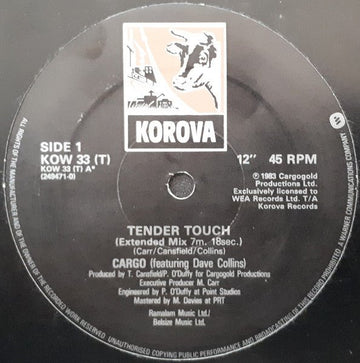 KOROVA
SIDE 1
KOW 33 (T)
KOW 33 (T) A*
(249471-0)
12" 45 RPM
℗ 1983 Cargogold
Productions Ltd.
Exclusively licensed to
WEA Records Ltd. T/A
Korova Records
TENDER TOUCH
(Extended Mix 7m. 18sec.)
(Carr/Cansfield/Collins)
CARGO (featuring Dave Collins)
Produced by T. Cansfield/P. O'Duffy for Cargogold Productions
Executive Producer M. Carr
Engineered by P. O'Duffy at Point Studios
Mastered by M. Davies at PRT
Ramalam Music Ltd./
Belsize Music Ltd.
ALL RIGHTS OF THE MANUFACTURER AND OF THE OWNER OF THE RECORDED WORK RESERVED. UNAUTHORISED COPYING PUBLIC PERFORMANCE AND BROADCASTING OF THIS RECORD PROHIBITED. A WARNER COMMUNICATIONS COMPANY